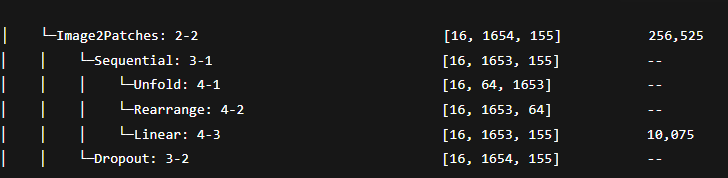 │ └─Image2Patches: 2-2 [16, 1654, 155] 256,525
│ │ └─Sequential: 3-1 [16, 1653, 155] --
│ │ │ └─Unfold: 4-1 [16, 64, 1653] --
│ │ │ └─Rearrange: 4-2 [16, 1653, 64] --
│ │ │ └─Linear: 4-3 [16, 1653, 155] 10,075
│ │ └─Dropout: 3-2 [16, 1654, 155] --